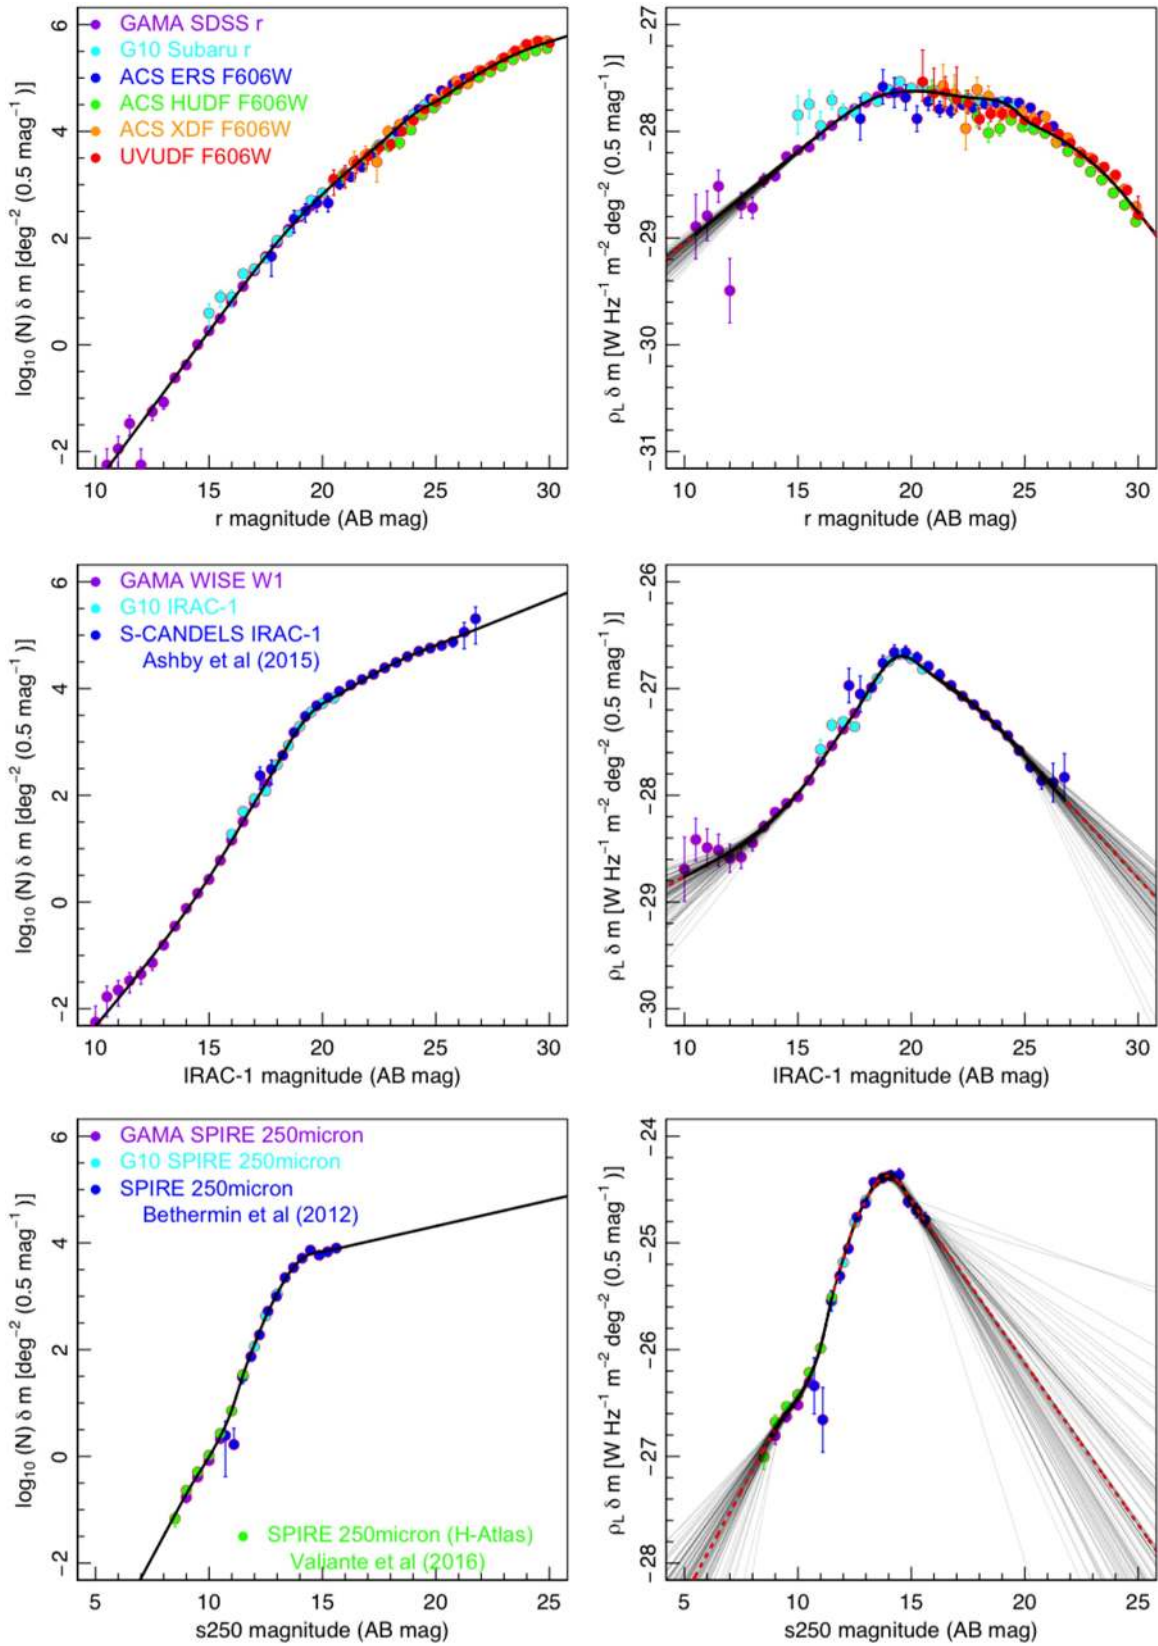 log₁₀ (N) δ m [deg⁻² (0.5 mag⁻¹ )]
6
4
2
0
−2
GAMA SDSS r
G10 Subaru r
ACS ERS F606W
ACS HUDF F606W
ACS XDF F606W
UVUDF F606W
10 15 20 25 30
r magnitude (AB mag)
ρL δ m [W Hz⁻¹ m⁻² deg⁻² (0.5 mag⁻¹ )]
−27
−28
−29
−30
−31
10 15 20 25 30
r magnitude (AB mag)
log₁₀ (N) δ m [deg⁻² (0.5 mag⁻¹ )]
6
4
2
0
−2
GAMA WISE W1
G10 IRAC-1
S-CANDELS IRAC-1
Ashby et al (2015)
10 15 20 25 30
IRAC-1 magnitude (AB mag)
ρL δ m [W Hz⁻¹ m⁻² deg⁻² (0.5 mag⁻¹ )]
−26
−27
−28
−29
−30
10 15 20 25 30
IRAC-1 magnitude (AB mag)
log₁₀ (N) δ m [deg⁻² (0.5 mag⁻¹ )]
6
4
2
0
−2
GAMA SPIRE 250micron
G10 SPIRE 250micron
SPIRE 250micron
Bethermin et al (2012)
SPIRE 250micron (H-Atlas)
Valiante et al (2016)
5 10 15 20 25
s250 magnitude (AB mag)
ρL δ m [W Hz⁻¹ m⁻² deg⁻² (0.5 mag⁻¹ )]
−24
−25
−26
−27
−28
5 10 15 20 25
s250 magnitude (AB mag)